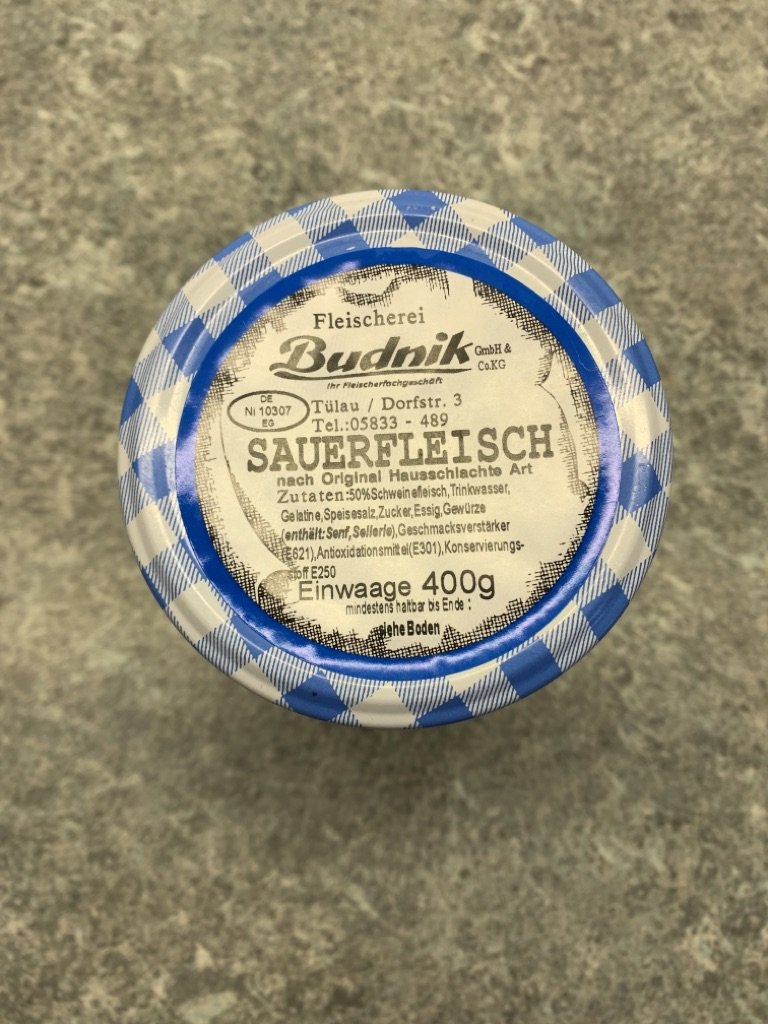 Fleischerei
Budnik GmbH & Co.KG
Ihr Fleischerfachgeschäft
DE
NI 10307
EG
Tülau / Dorfstr. 3
Tel.:05833 - 489
SAUERFLEISCH
nach Original Hausschlachte Art
Zutaten:50%Schweinefleisch,Trinkwasser,
Gelatine,Speisesalz,Zucker,Essig,Gewürze
(enthält:Senf,Sellerie),Geschmacksverstärker
(E621),Antioxidationsmittel(E301),Konservierungs-
stoff E250
Einwaage 400g
mindestens haltbar bis Ende :
siehe Boden